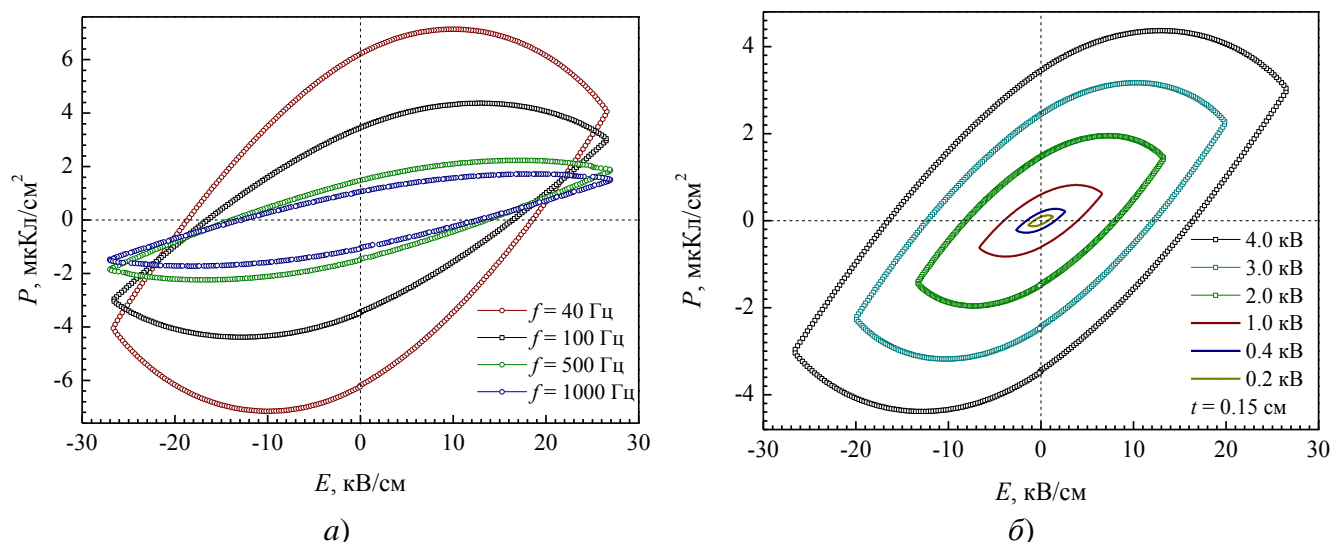 P, мкКл/см²
6
4
2
0
-2
-4
-6
-30 -20 -10 0 10 20 30
f = 40 Гц
f = 100 Гц
f = 500 Гц
f = 1000 Гц
E, кВ/см
а)
P, мкКл/см²
4
2
0
-2
-4
-30 -20 -10 0 10 20 30
4.0 кВ
3.0 кВ
2.0 кВ
1.0 кВ
0.4 кВ
0.2 кВ
t = 0.15 см
E, кВ/см
б)